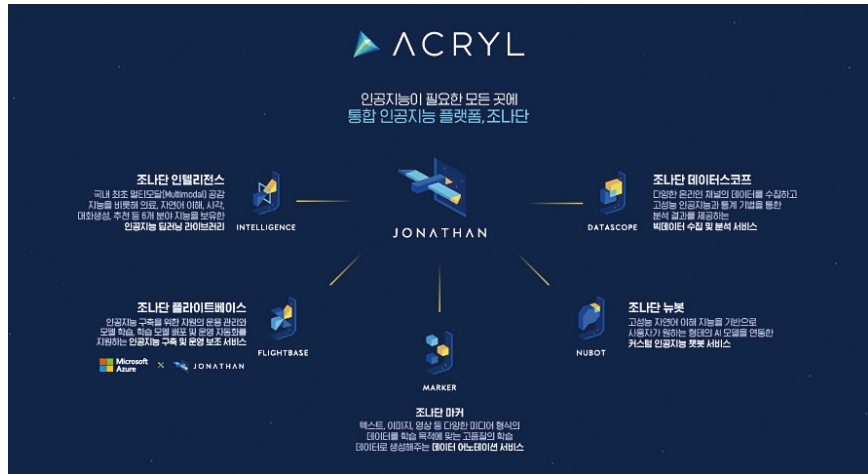 ACRYL
인공지능이 필요한 모든 곳에
통합 인공지능 플랫폼, 조나단
조나단 인텔리전스
국내 최초 멀티모달(Multimodal) 공감
지능을 비롯해 의료, 자연어 이해, 시각,
대화생성, 추천 등 6개 분야 지능을 보유한
인공지능 딥러닝 라이브러리
INTELLIGENCE
JONATHAN
DATASCOPE
조나단 데이터스코프
다양한 온라인 채널의 데이터를 수집하고
고성능 인공지능과 통계 기법을 통한
분석 결과를 제공하는
빅데이터 수집 및 분석 서비스
조나단 플라이트베이스
인공지능 구축을 위한 자원의 운용 관리와
모델 학습, 학습 모델 배포 및 운영 자동화를
지원하는 인공지능 구축 및 운영 보조 서비스
Microsoft
Azure
x
JONATHAN
FLIGHTBASE
MARKER
조나단 마커
텍스트, 이미지, 영상 등 다양한 미디어 형식의
데이터를 학습 목적에 맞는 고품질의 학습
데이터로 생성해주는 데이터 어노테이션 서비스
NUBOT
조나단 뉴봇
고성능 자연어 이해 지능을 기반으로
사용자가 원하는 형태의 AI 모델을 연동한
커스텀 인공지능 챗봇 서비스